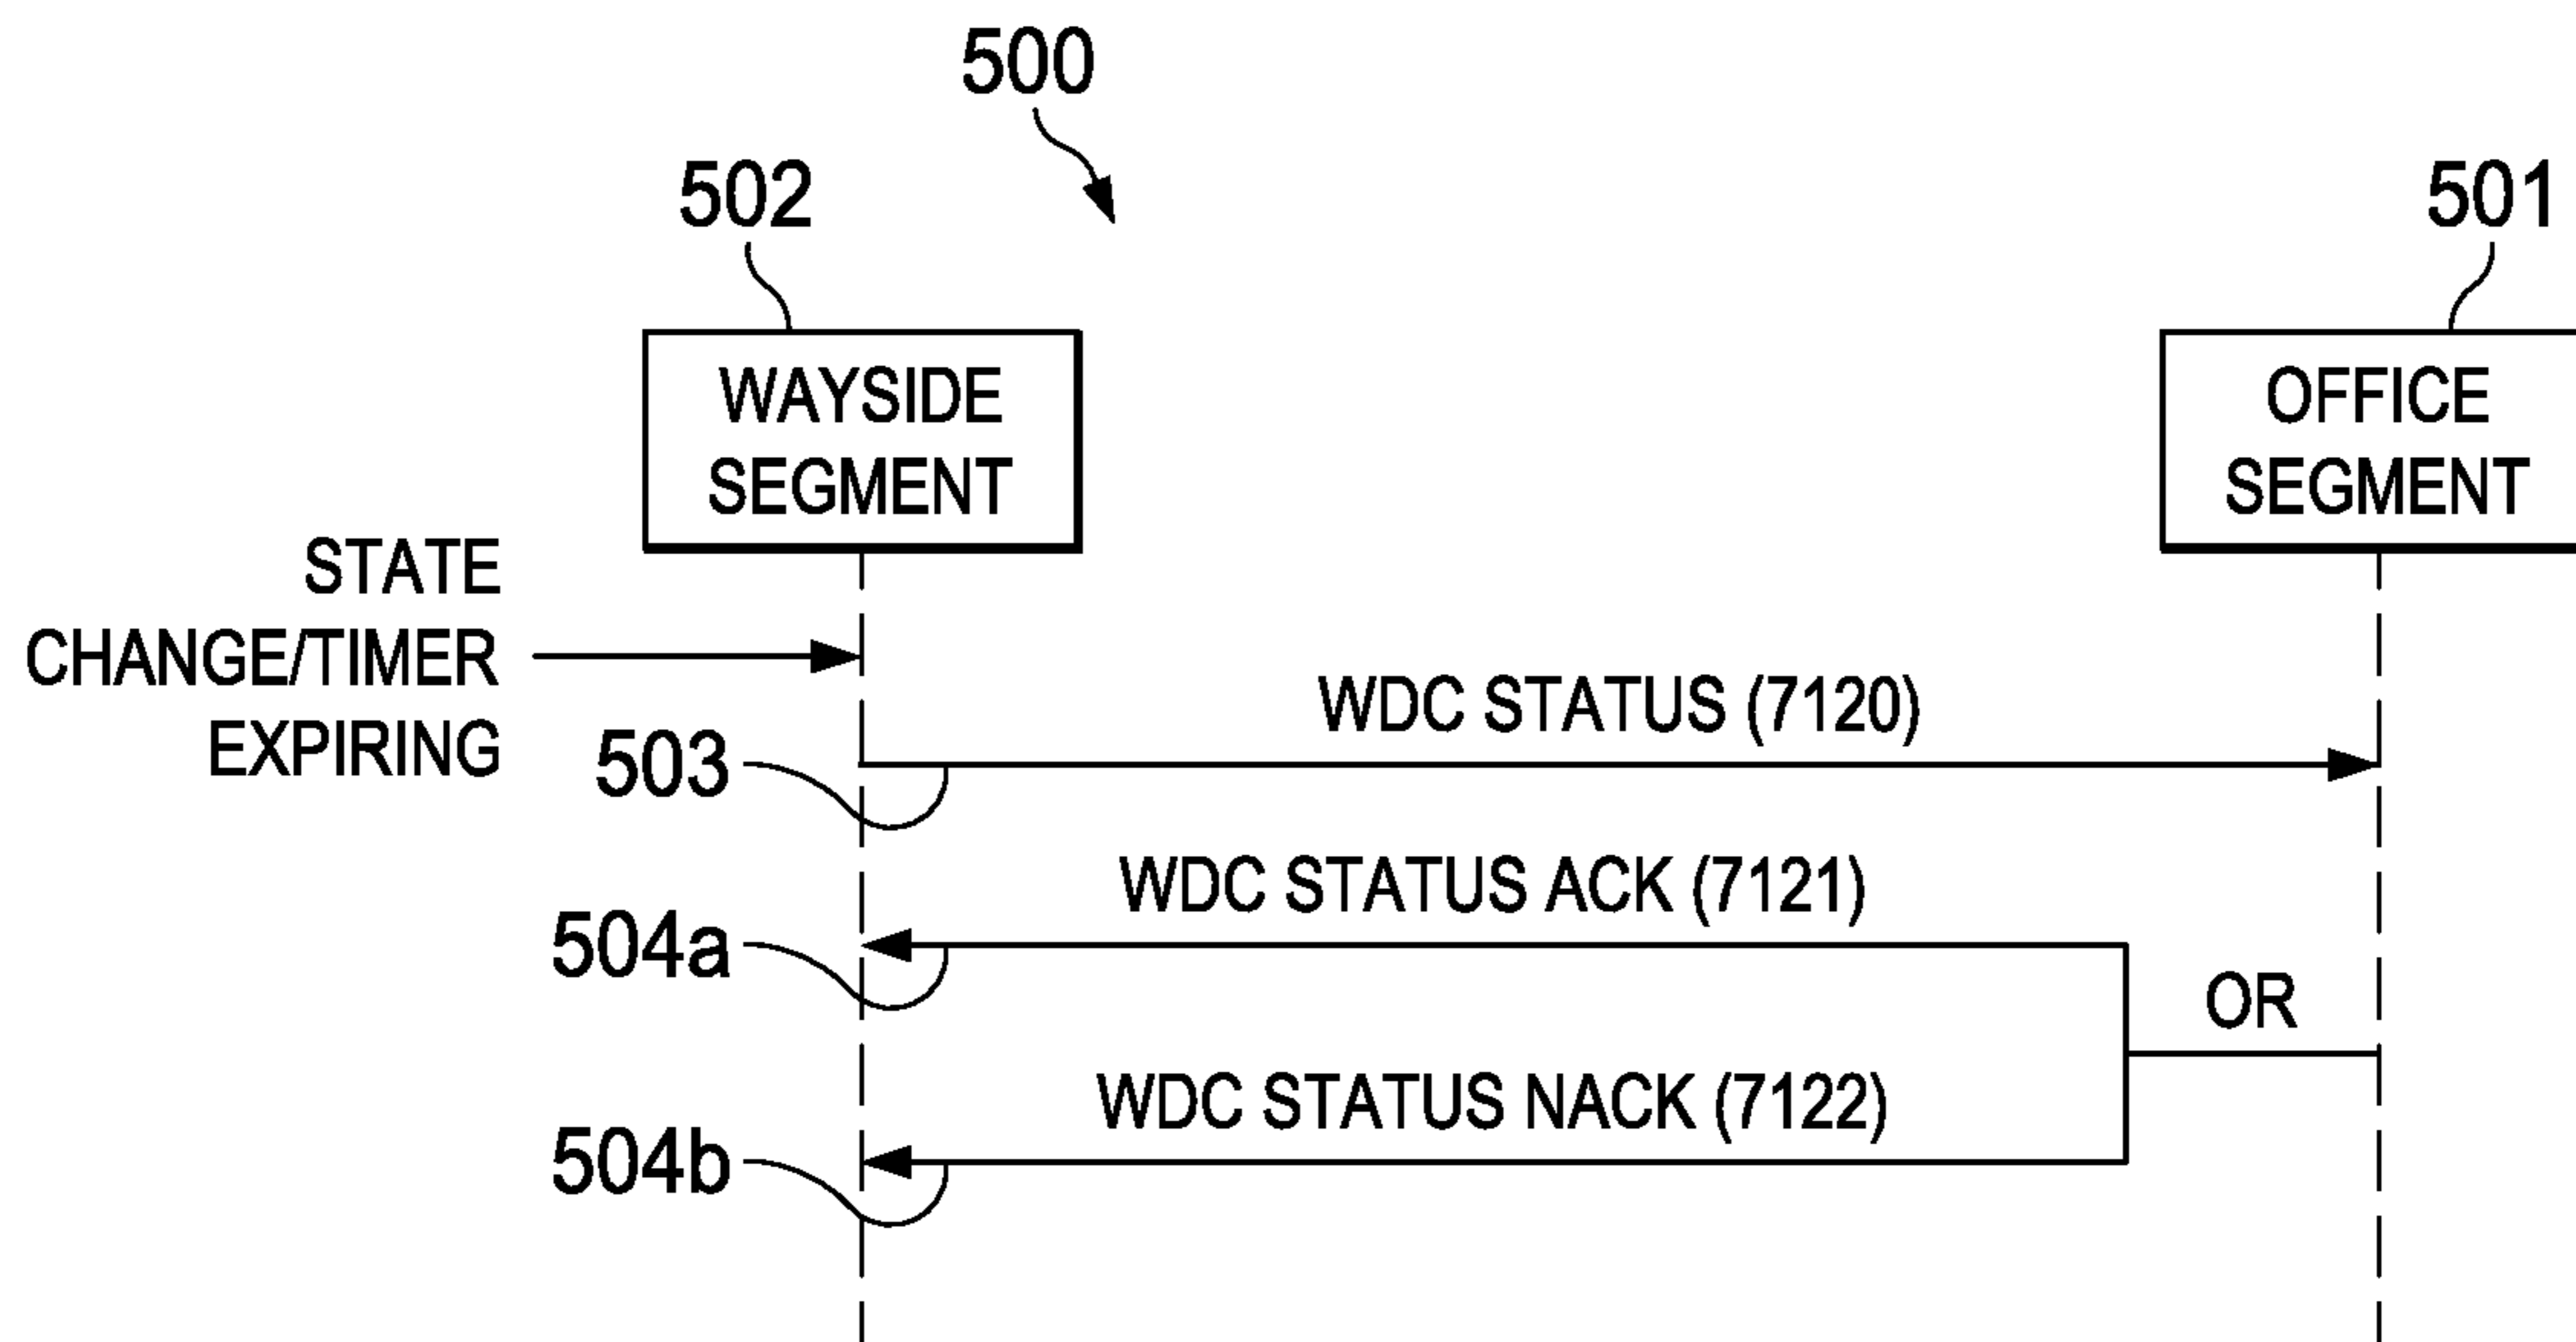 500
502
501
WAYSIDE
SEGMENT
OFFICE
SEGMENT
STATE
CHANGE/TIMER
EXPIRING
WDC STATUS (7120)
503
WDC STATUS ACK (7121)
504a
OR
WDC STATUS NACK (7122)
504b